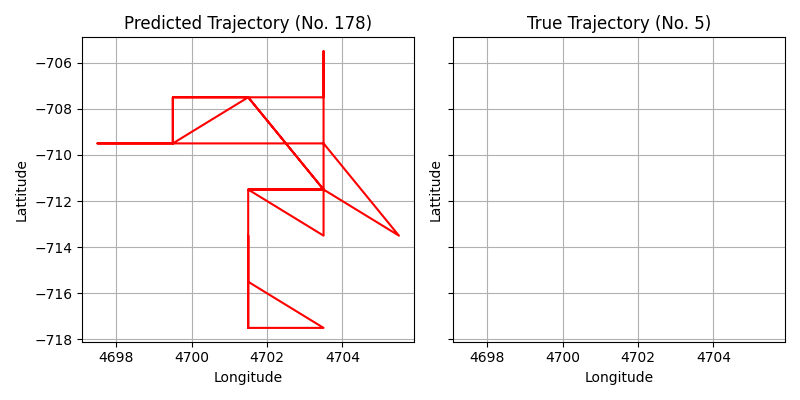 Predicted Trajectory (No. 178)
−706
−708
−710
−712
−714
−716
−718
Lattitude
4698 4700 4702 4704
Longitude
True Trajectory (No. 5)
Lattitude
4698 4700 4702 4704
Longitude